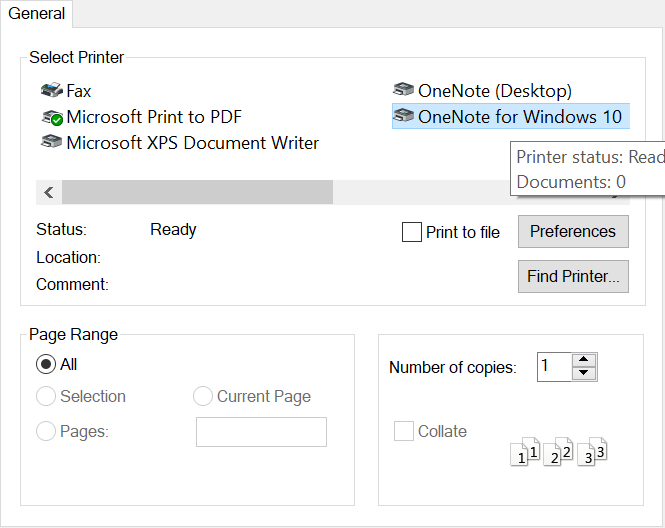 General
Select Printer
Fax
OneNote (Desktop)
Microsoft Print to PDF
OneNote for Windows 10
Microsoft XPS Document Writer
Printer status: Read
Documents: 0
Status: Ready
Print to file
Preferences
Location:
Comment:
Find Printer...
Page Range
All
Selection
Current Page
Pages:
Number of copies: 1
Collate
1 1 2 2 3 3